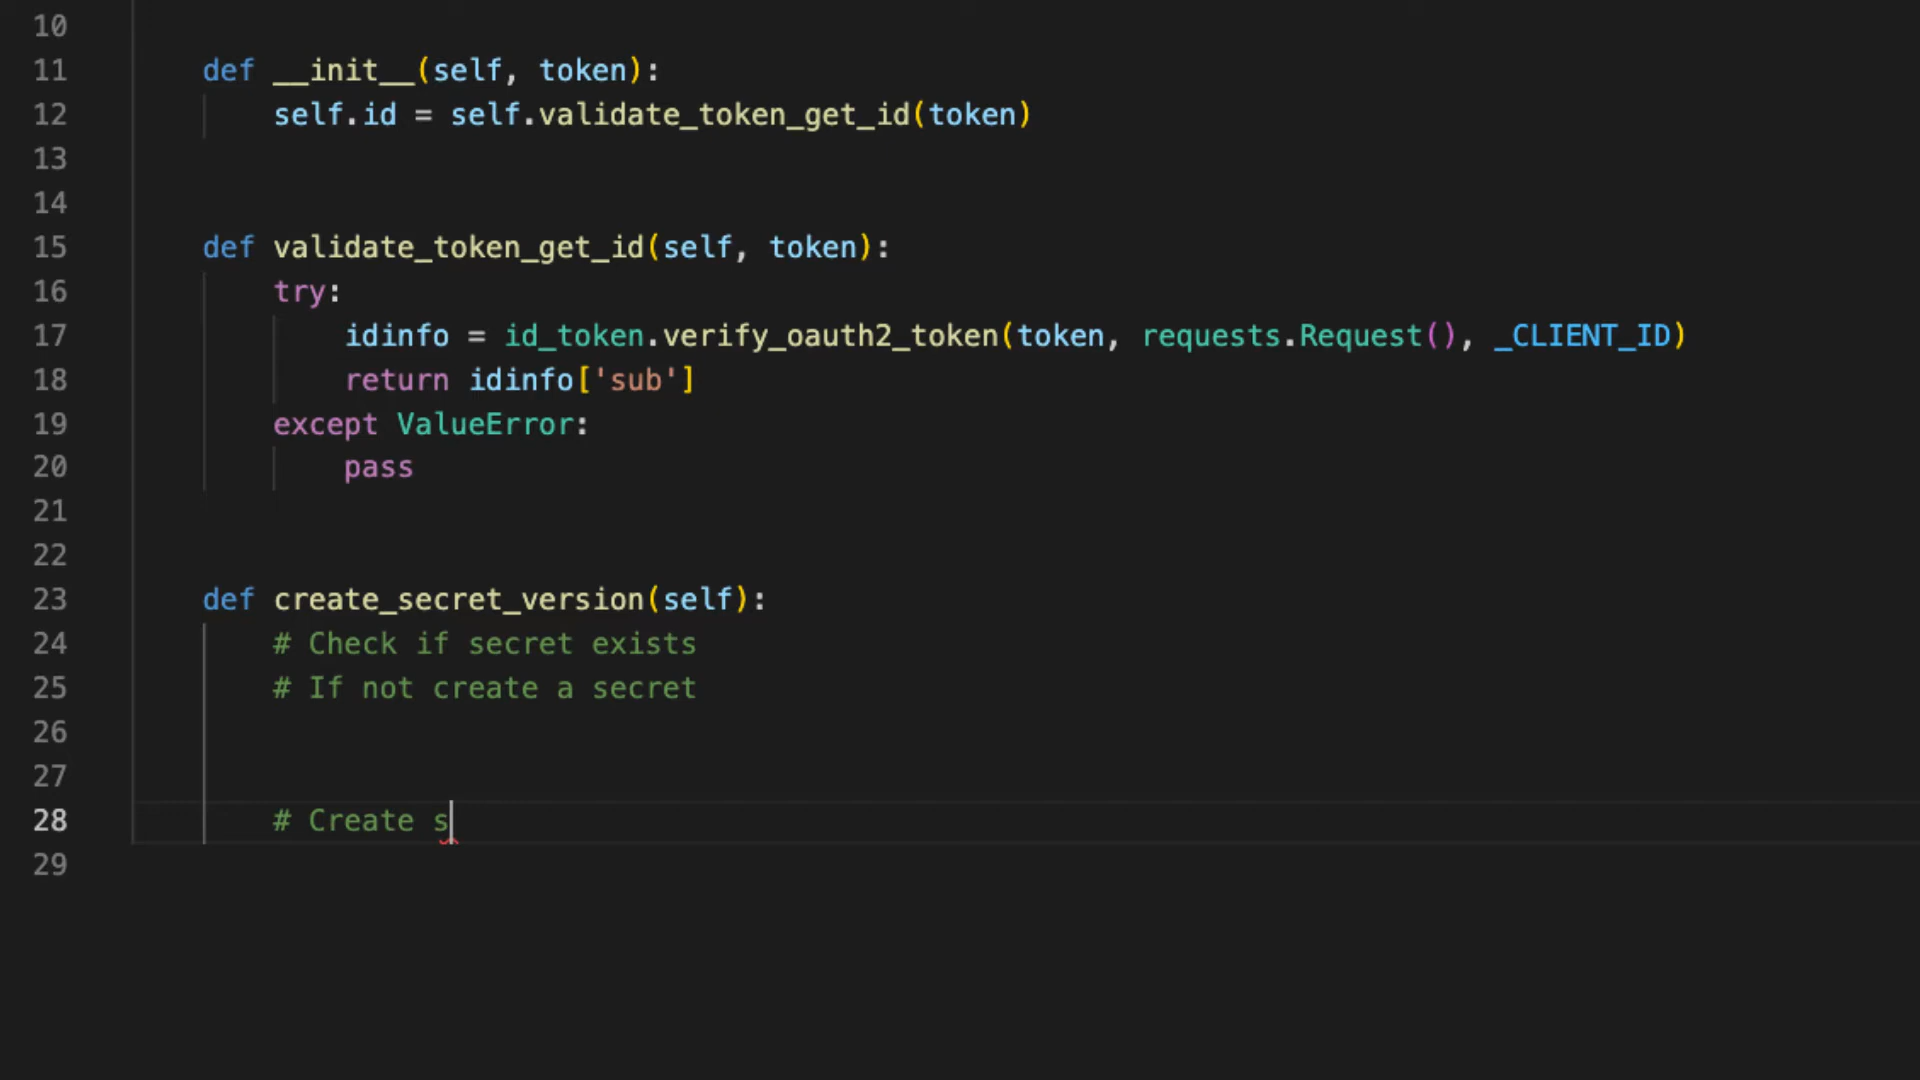 10
11 def __init__(self, token):
12 self.id = self.validate_token_get_id(token)
13
14
15 def validate_token_get_id(self, token):
16 try:
17 idinfo = id_token.verify_oauth2_token(token, requests.Request(), _CLIENT_ID)
18 return idinfo['sub']
19 except ValueError:
20 pass
21
22
23 def create_secret_version(self):
24 # Check if secret exists
25 # If not create a secret
26
27
28 # Create s
29